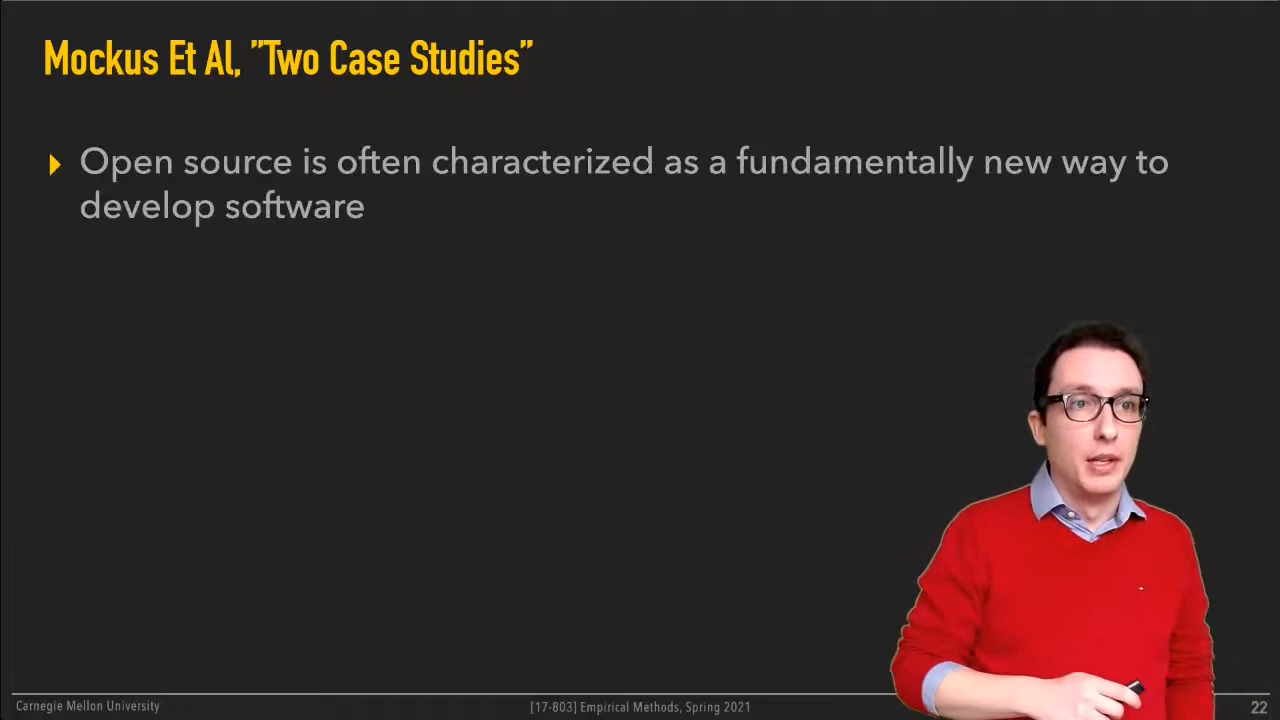 Mockus Et Al, ”Two Case Studies”
Open source is often characterized as a fundamentally new way to
develop software
Carnegie Mellon University
[17-803] Empirical Methods, Spring 2021
22